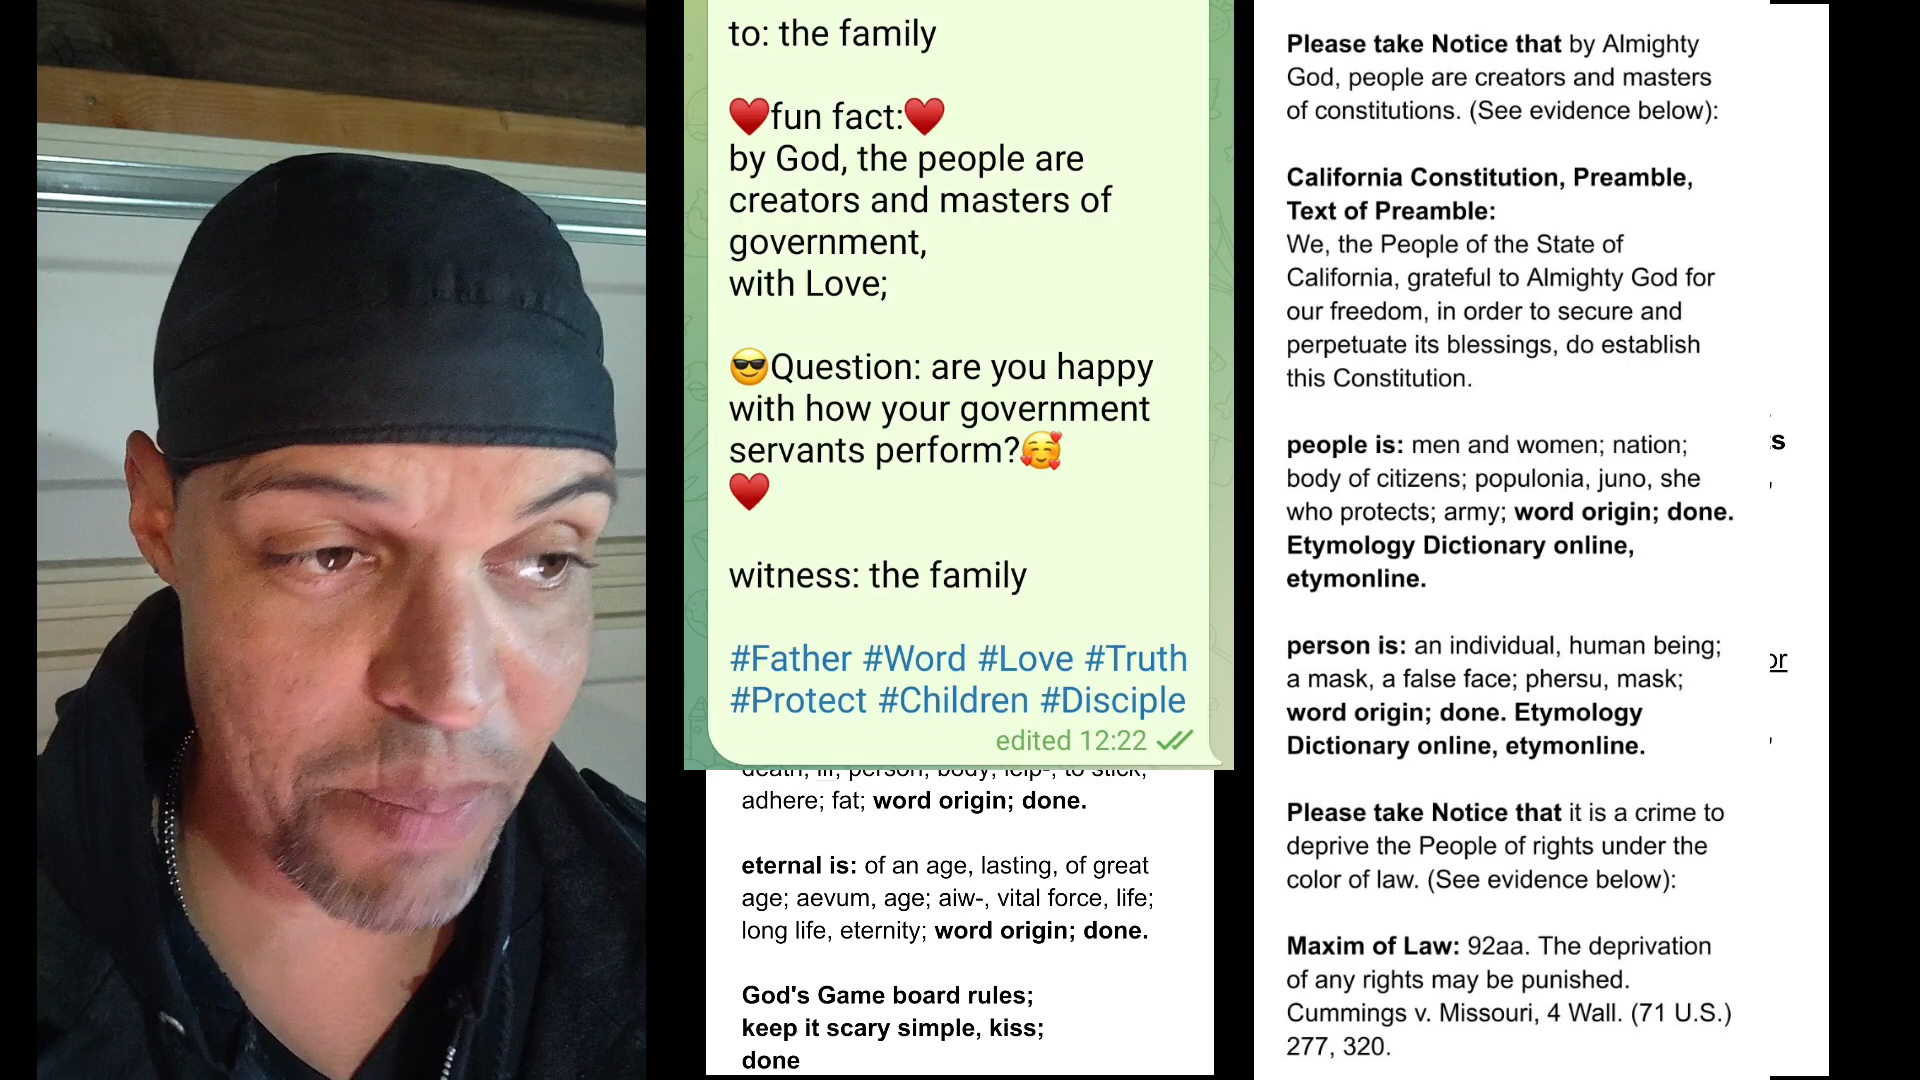 to: the family
♥fun fact:♥
by God, the people are
creators and masters of
government,
with Love;
😎Question: are you happy
with how your government
servants perform?🥰
♥
witness: the family
#Father #Word #Love #Truth
#Protect #Children #Disciple
edited 12:22
death, lif, person, body; leip-, to stick,
adhere; fat; word origin; done.
eternal is: of an age, lasting, of great
age; aevum, age; aiw-, vital force, life;
long life, eternity; word origin; done.
God's Game board rules;
keep it scary simple, kiss;
done
Please take Notice that by Almighty
God, people are creators and masters
of constitutions. (See evidence below):
California Constitution, Preamble,
Text of Preamble:
We, the People of the State of
California, grateful to Almighty God for
our freedom, in order to secure and
perpetuate its blessings, do establish
this Constitution.
people is: men and women; nation;
body of citizens; populonia, juno, she
who protects; army; word origin; done.
Etymology Dictionary online,
etymonline.
person is: an individual, human being;
a mask, a false face; phersu, mask;
word origin; done. Etymology
Dictionary online, etymonline.
Please take Notice that it is a crime to
deprive the People of rights under the
color of law. (See evidence below):
Maxim of Law: 92aa. The deprivation
of any rights may be punished.
Cummings v. Missouri, 4 Wall. (71 U.S.)
277, 320.